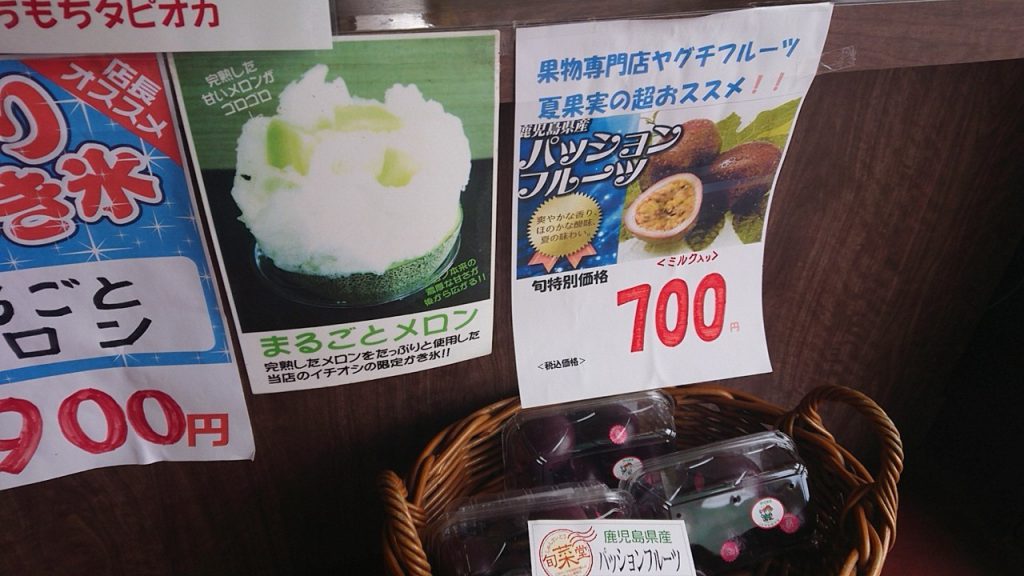 うもちタピオカ
店長
オススメ
り
き氷
るごと
ロン
900円
完熟した
甘いメロンが
コロコロ
まるごとメロン
完熟したメロンをたっぷりと使用した
当店のイチオシの限定かき氷!!
果物専門店ヤグチフルーツ
夏果実の超おススメ!!
鹿児島県産
パッション
フルーツ
爽やかな香り
ほのかな酸味
夏の味わい
<ミルク入り>
旬特別価格
700円
<税込価格>
旬菜堂
鹿児島県産
パッションフルーツ